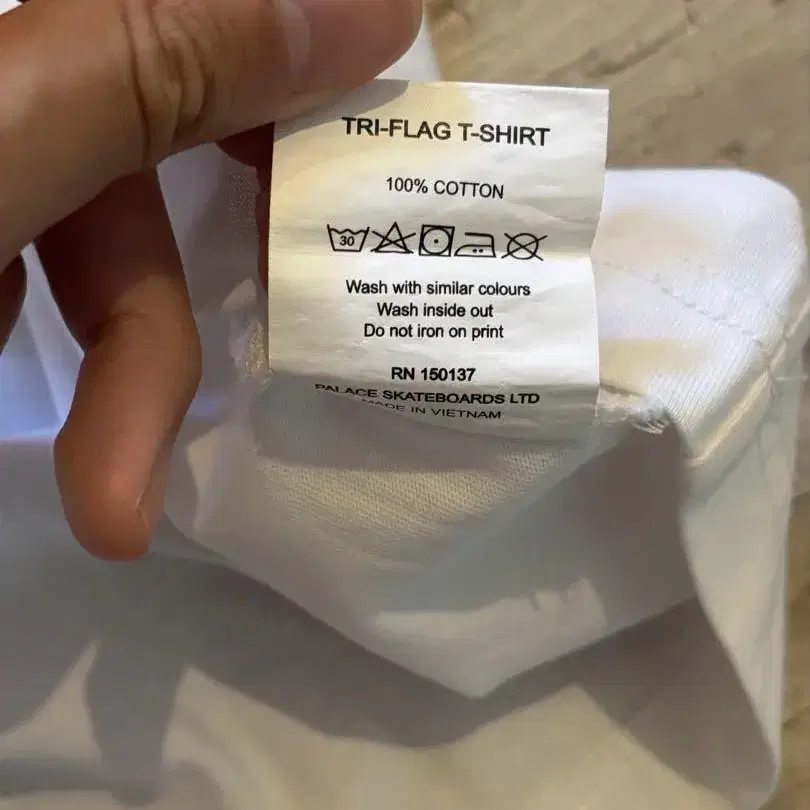 TRI-FLAG T-SHIRT
100% COTTON
30
Wash with similar colours
Wash inside out
Do not iron on print
RN 150137
PALACE SKATEBOARDS LTD
MADE IN VIETNAM